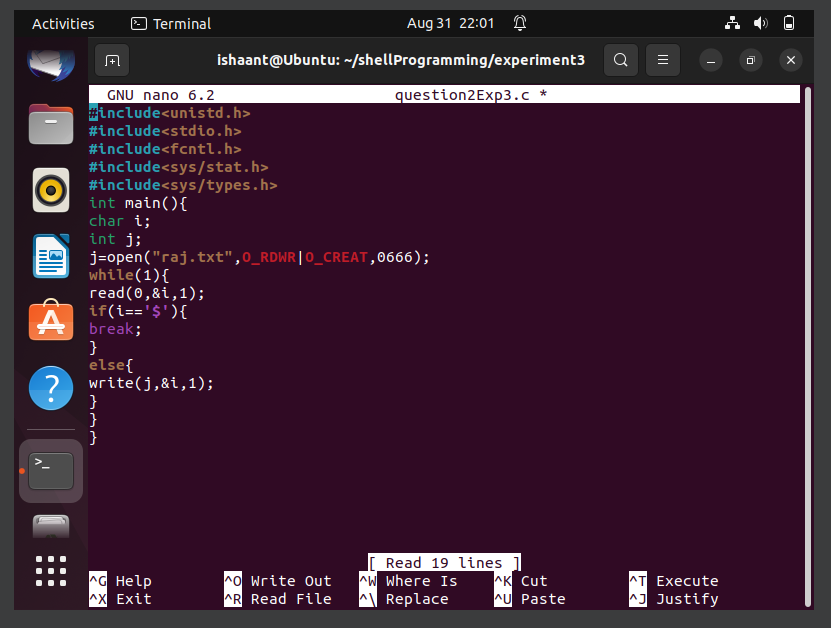 Activities Terminal Aug 31 22:01
ishaant@Ubuntu: ~/shellProgramming/experiment3
GNU nano 6.2 question2Exp3.c *
#include<unistd.h>
#include<stdio.h>
#include<fcntl.h>
#include<sys/stat.h>
#include<sys/types.h>
int main(){
char i;
int j;
j=open("raj.txt",O_RDWR|O_CREAT,0666);
while(1){
read(0,&i,1);
if(i=='$'){
break;
}
else{
write(j,&i,1);
}
}
}
[ Read 19 lines ]
^G Help ^O Write Out ^W Where Is ^K Cut ^T Execute
^X Exit ^R Read File ^\ Replace ^U Paste ^J Justify